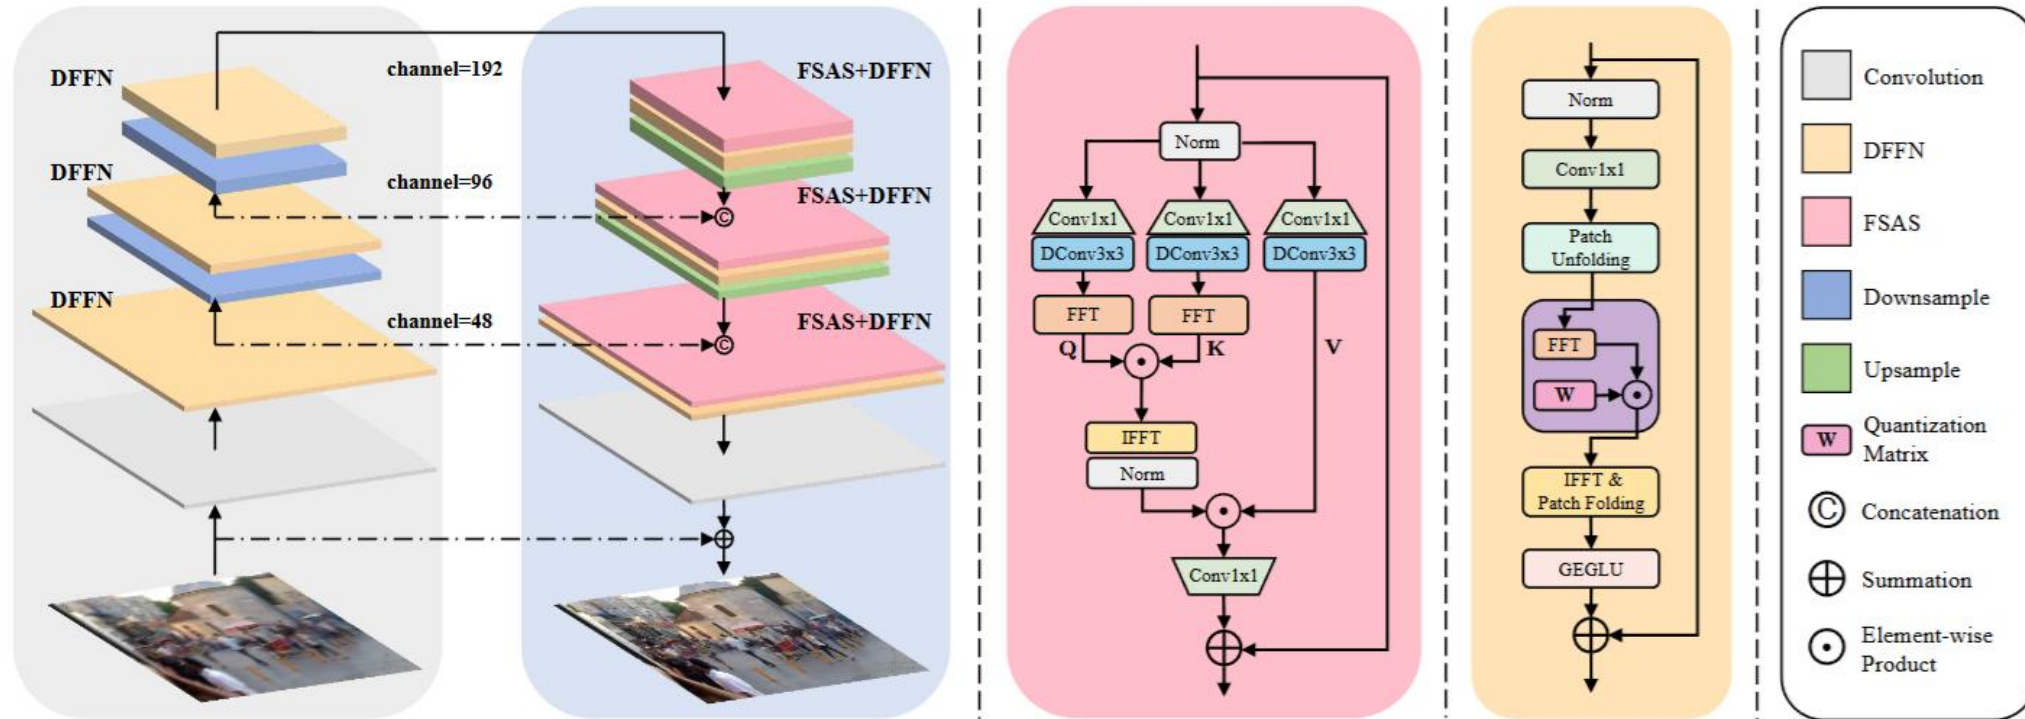 DFFN
channel=192
FSAS+DFFN
DFFN
channel=96
FSAS+DFFN
C
DFFN
channel=48
FSAS+DFFN
C
Norm
Conv1x1
Conv1x1
Conv1x1
DConv3x3
DConv3x3
DConv3x3
FFT
FFT
Q
K
V
IFFT
Norm
Conv1x1
Norm
Conv1x1
Patch
Unfolding
FFT
W
IFFT &
Patch Folding
GEGLU
Convolution
DFFN
FSAS
Downsample
Upsample
W
Quantization
Matrix
C
Concatenation
Summation
Element-wise
Product